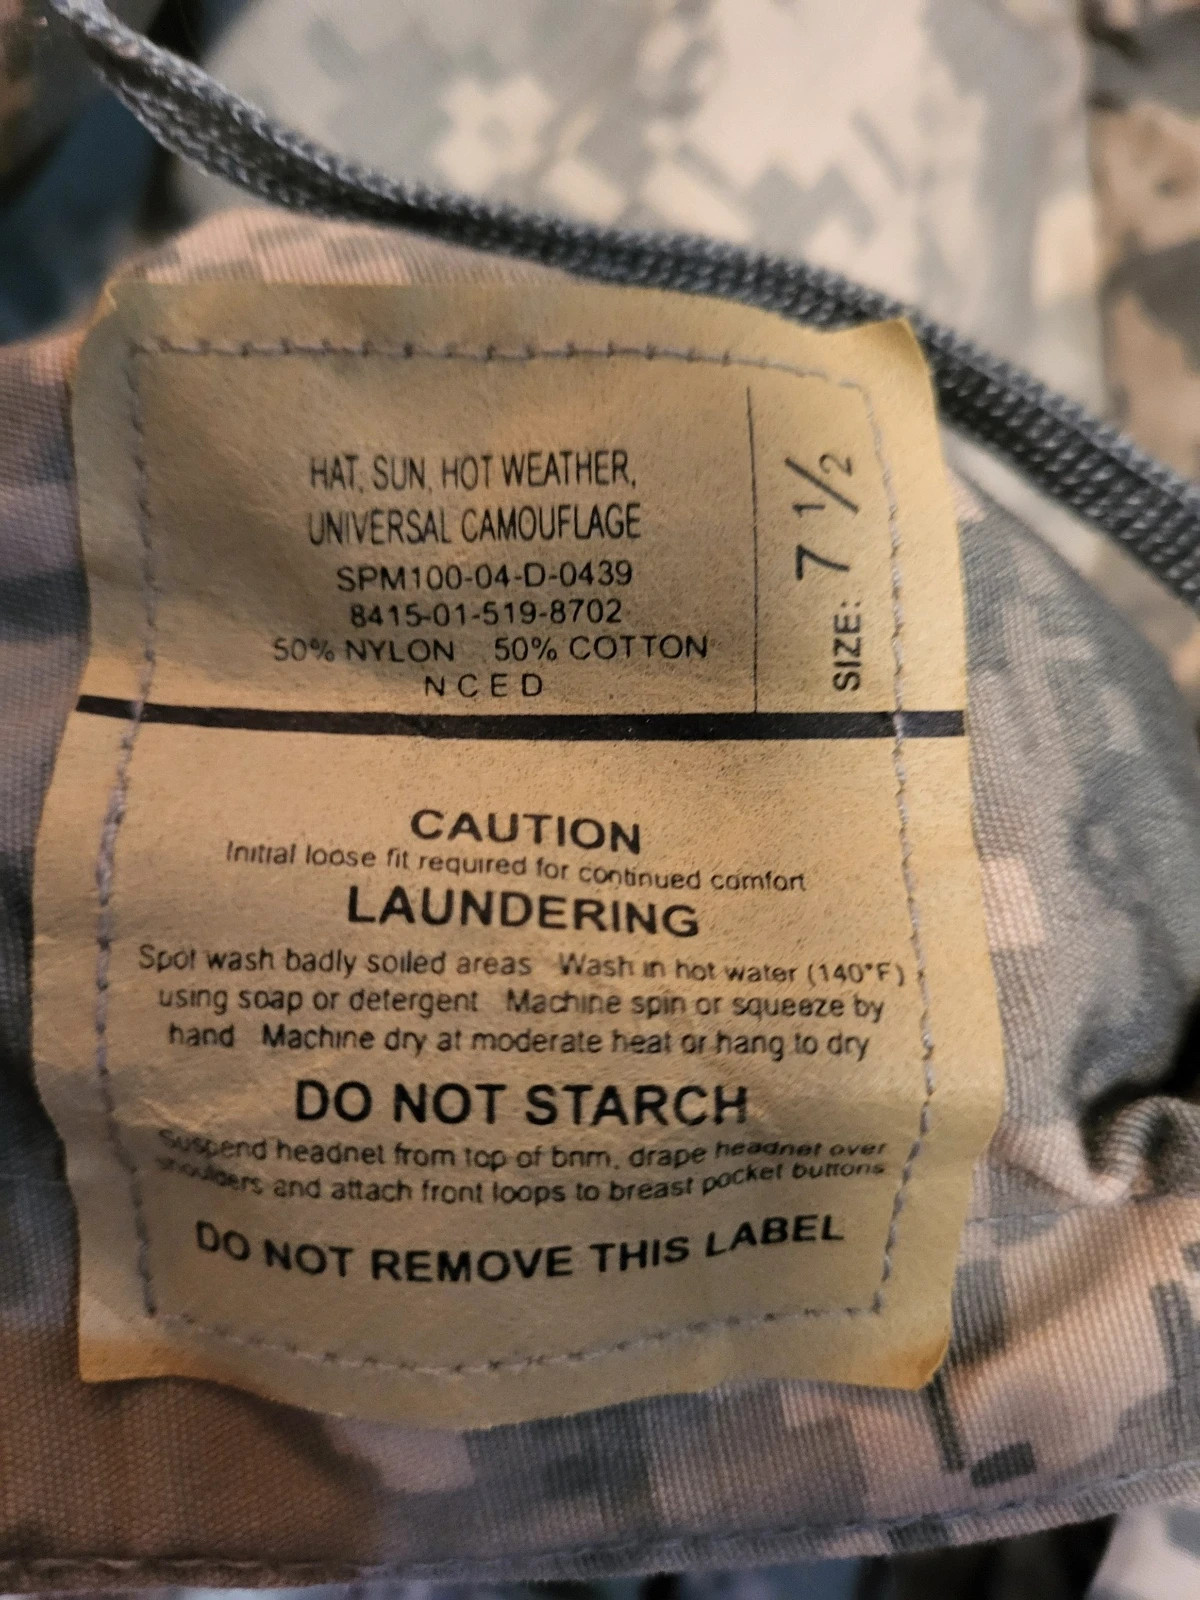 HAT, SUN, HOT WEATHER,
UNIVERSAL CAMOUFLAGE
SPM100-04-D-0439
8415-01-519-8702
50% NYLON 50% COTTON
N C E D
SIZE: 7 1/2
CAUTION
Initial loose fit required for continued comfort
LAUNDERING
Spot wash badly soiled areas Wash in hot water (140°F)
using soap or detergent Machine spin or squeeze by
hand Machine dry at moderate heat or hang to dry
DO NOT STARCH
Suspend headnet from top of brim, drape headnet over
shoulders and attach front loops to breast pocket buttons
DO NOT REMOVE THIS LABEL